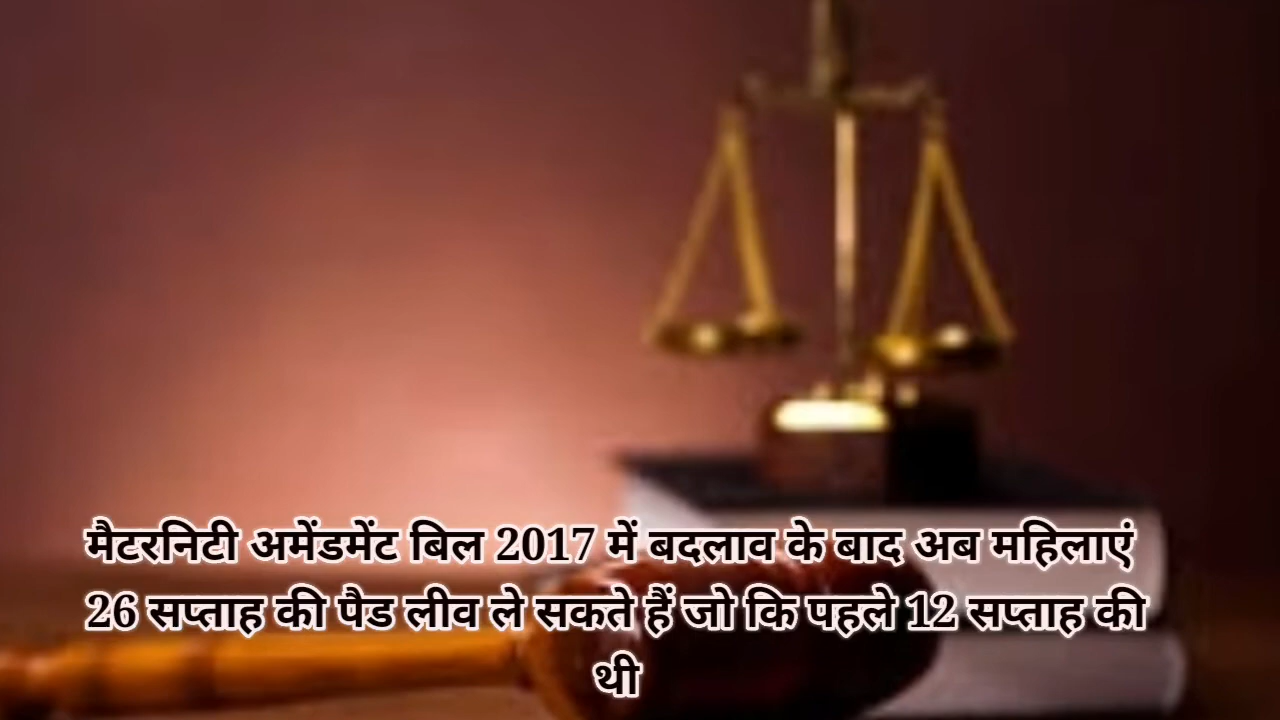 मैटरनिटी अमेंडमेंट बिल 2017 में बदलाव के बाद अब महिलाएं
26 सप्ताह की पैड लीव ले सकते हैं जो कि पहले 12 सप्ताह की
थी